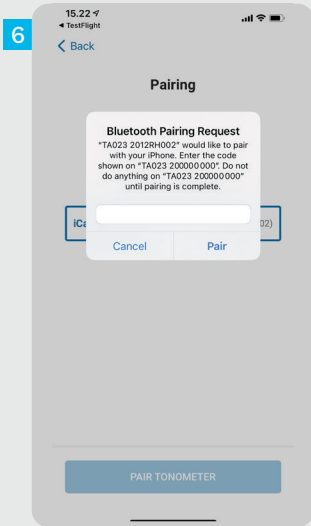 6
15.22
◀ TestFlight
Back
Pairing
Bluetooth Pairing Request
"TA023 2012RH002" would like to pair
with your iPhone. Enter the code
shown on "TA023 200000000". Do not
do anything on "TA023 200000000"
until pairing is complete.
iCa 02)
Cancel Pair
PAIR TONOMETER